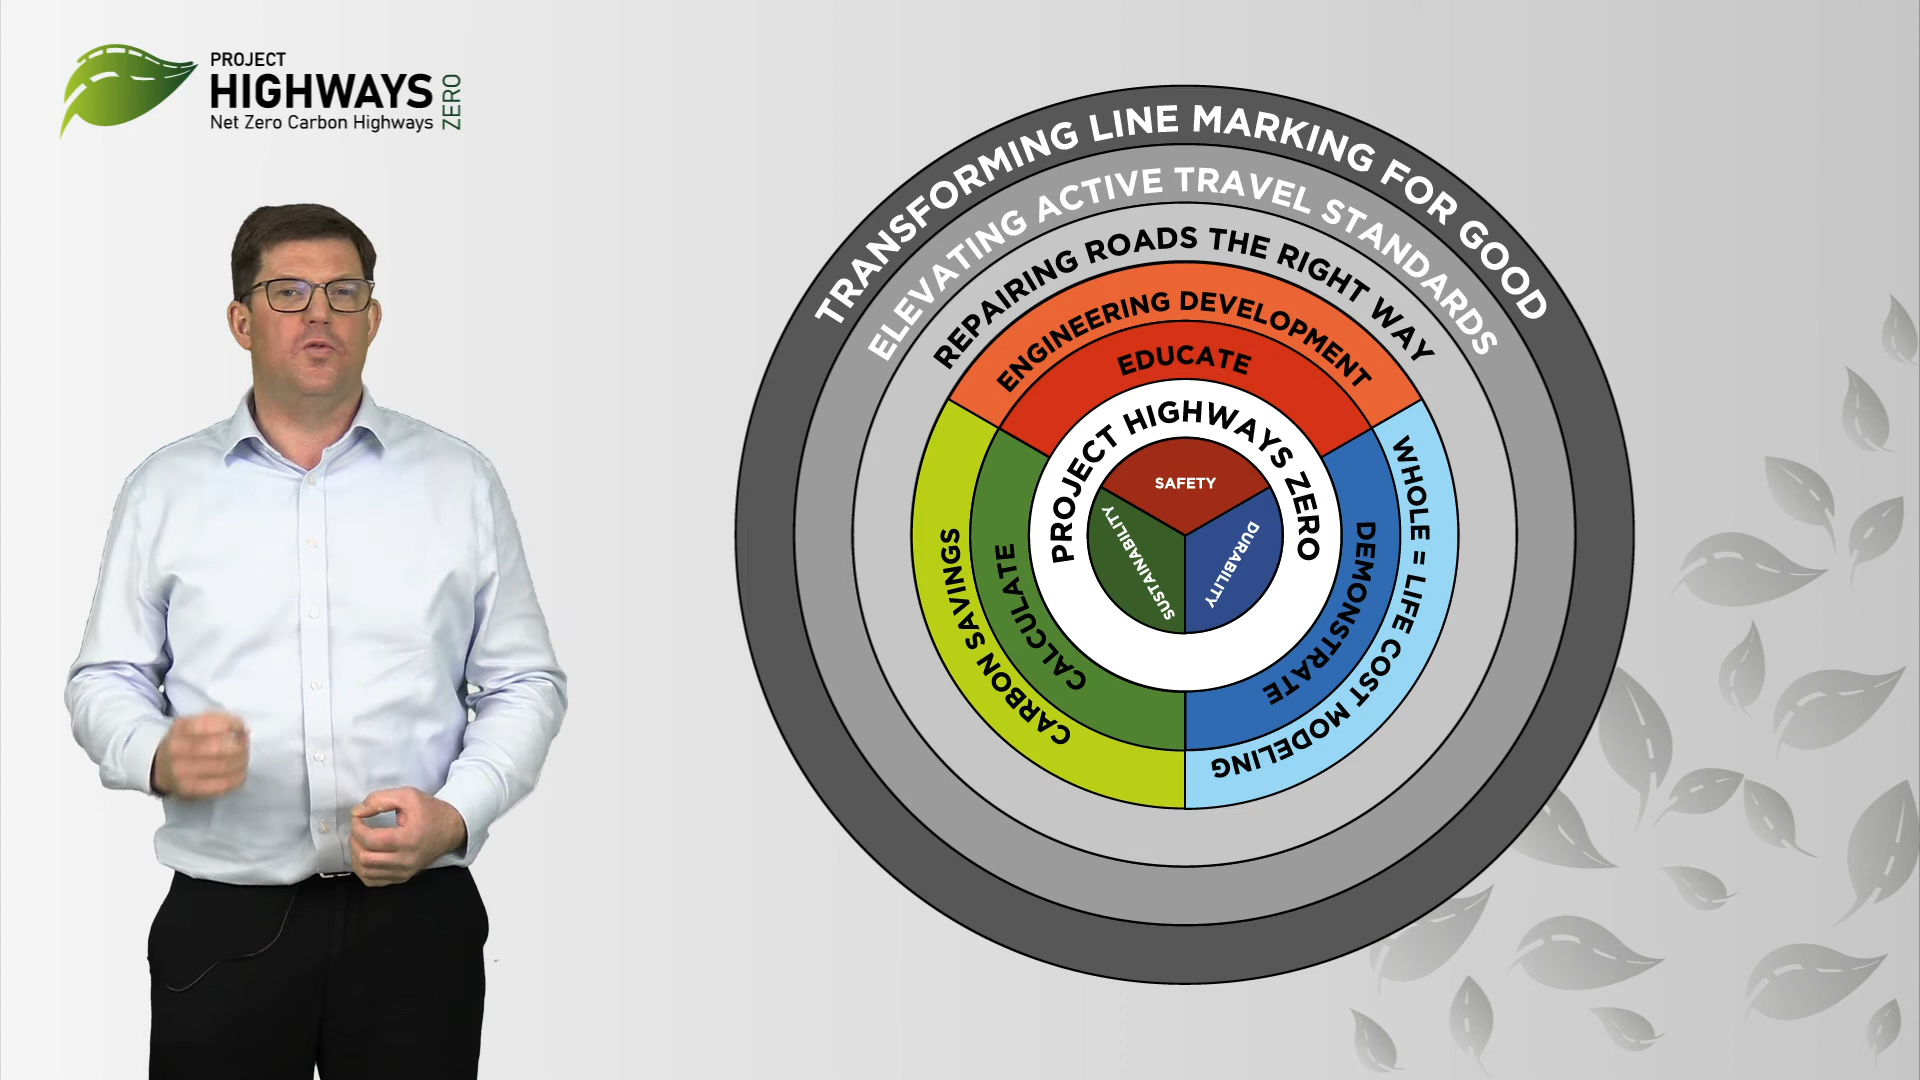 PROJECT
HIGHWAYS
ZERO
Net Zero Carbon Highways
TRANSFORMING LINE MARKING FOR GOOD
ELEVATING ACTIVE TRAVEL STANDARDS
REPAIRING ROADS THE RIGHT WAY
ENGINEERING DEVELOPMENT
EDUCATE
PROJECT HIGHWAYS ZERO
SAFETY
SUSTAINABILITY
DURABILITY
CALCULATE
CARBON SAVINGS
DEMONSTRATE
WHOLE = LIFE COST MODELING